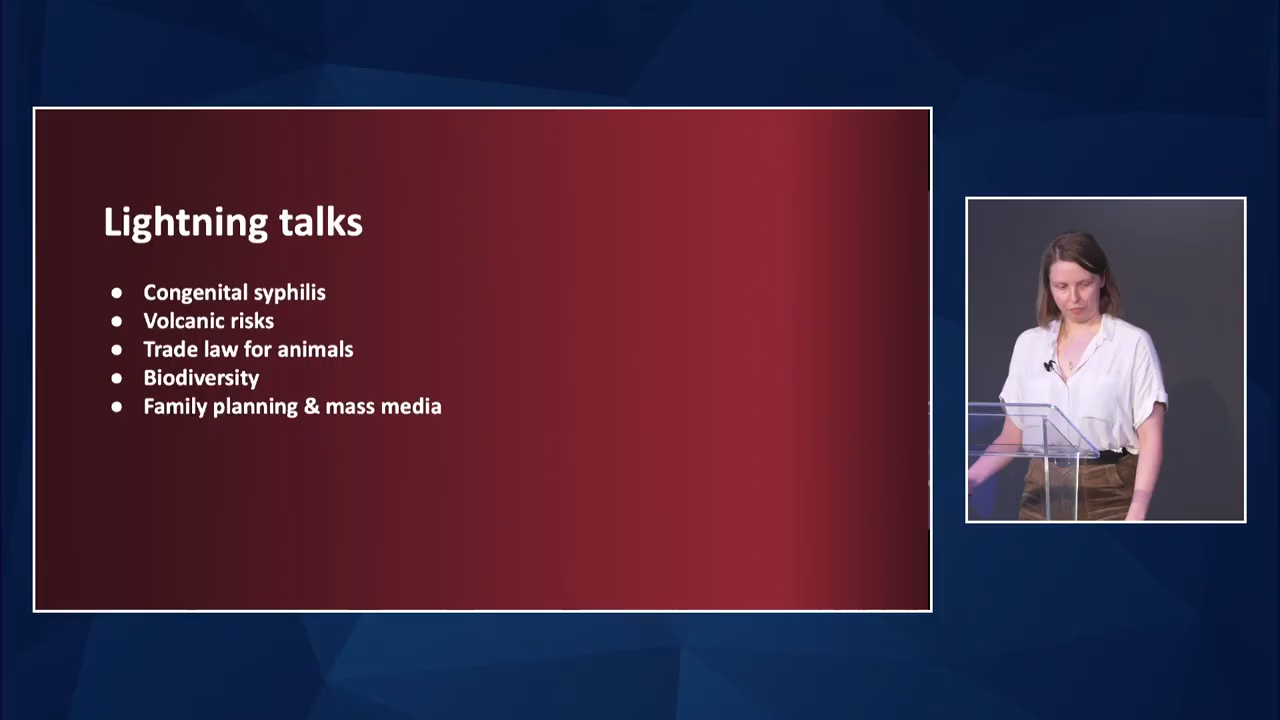 Lightning talks
● Congenital syphilis
● Volcanic risks
● Trade law for animals
● Biodiversity
● Family planning & mass media